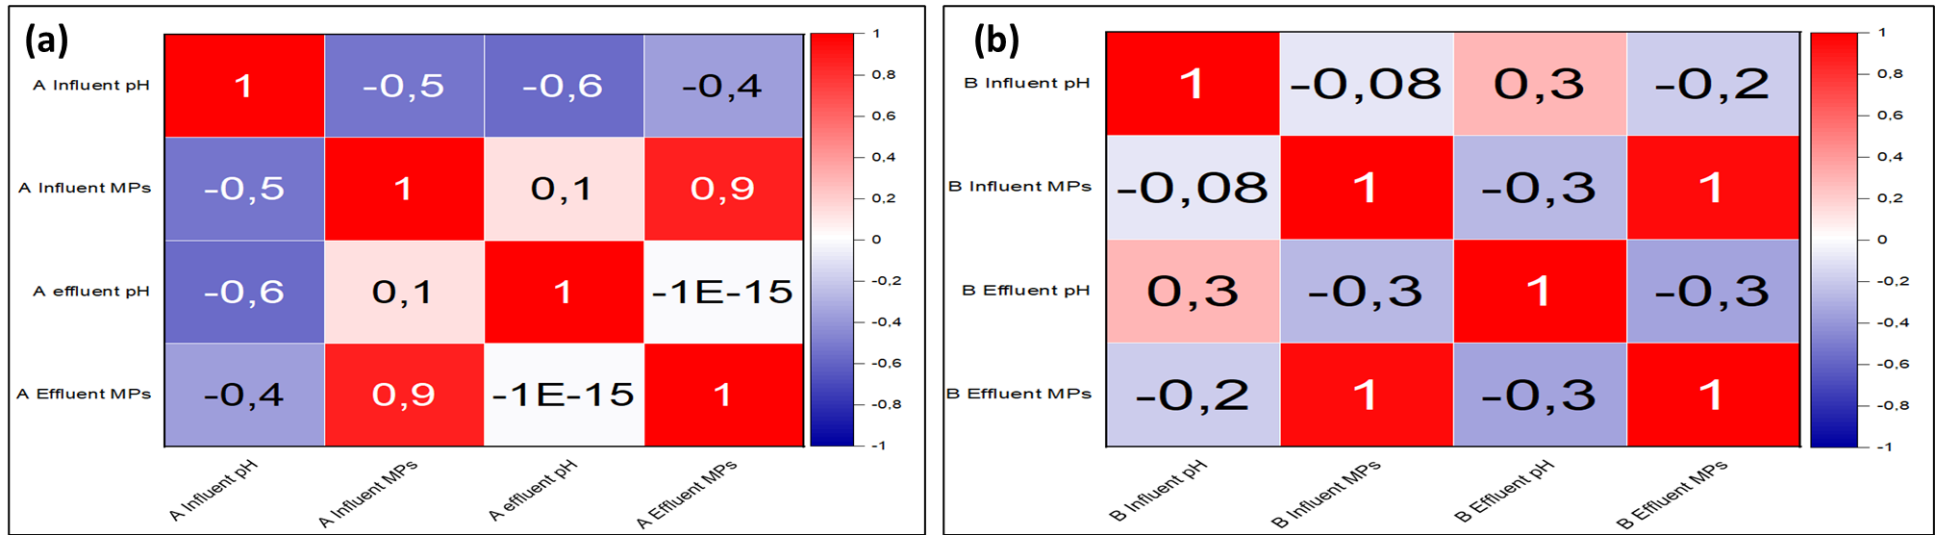 (a)
A Influent pH 1 -0,5 -0,6 -0,4
A Influent MPs -0,5 1 0,1 0,9
A effluent pH -0,6 0,1 1 -1E-15
A Effluent MPs -0,4 0,9 -1E-15 1
A Influent pH
A Influent MPs
A effluent pH
A Effluent MPs
1
0,8
0,6
0,4
0,2
0
-0,2
-0,4
-0,6
-0,8
-1
(b)
B Influent pH 1 -0,08 0,3 -0,2
B Influent MPs -0,08 1 -0,3 1
B Effluent pH 0,3 -0,3 1 -0,3
B Effluent MPs -0,2 1 -0,3 1
B Influent pH
B Influent MPs
B Effluent pH
B Effluent MPs
1
0,8
0,6
0,4
0,2
0
-0,2
-0,4
-0,6
-0,8
-1